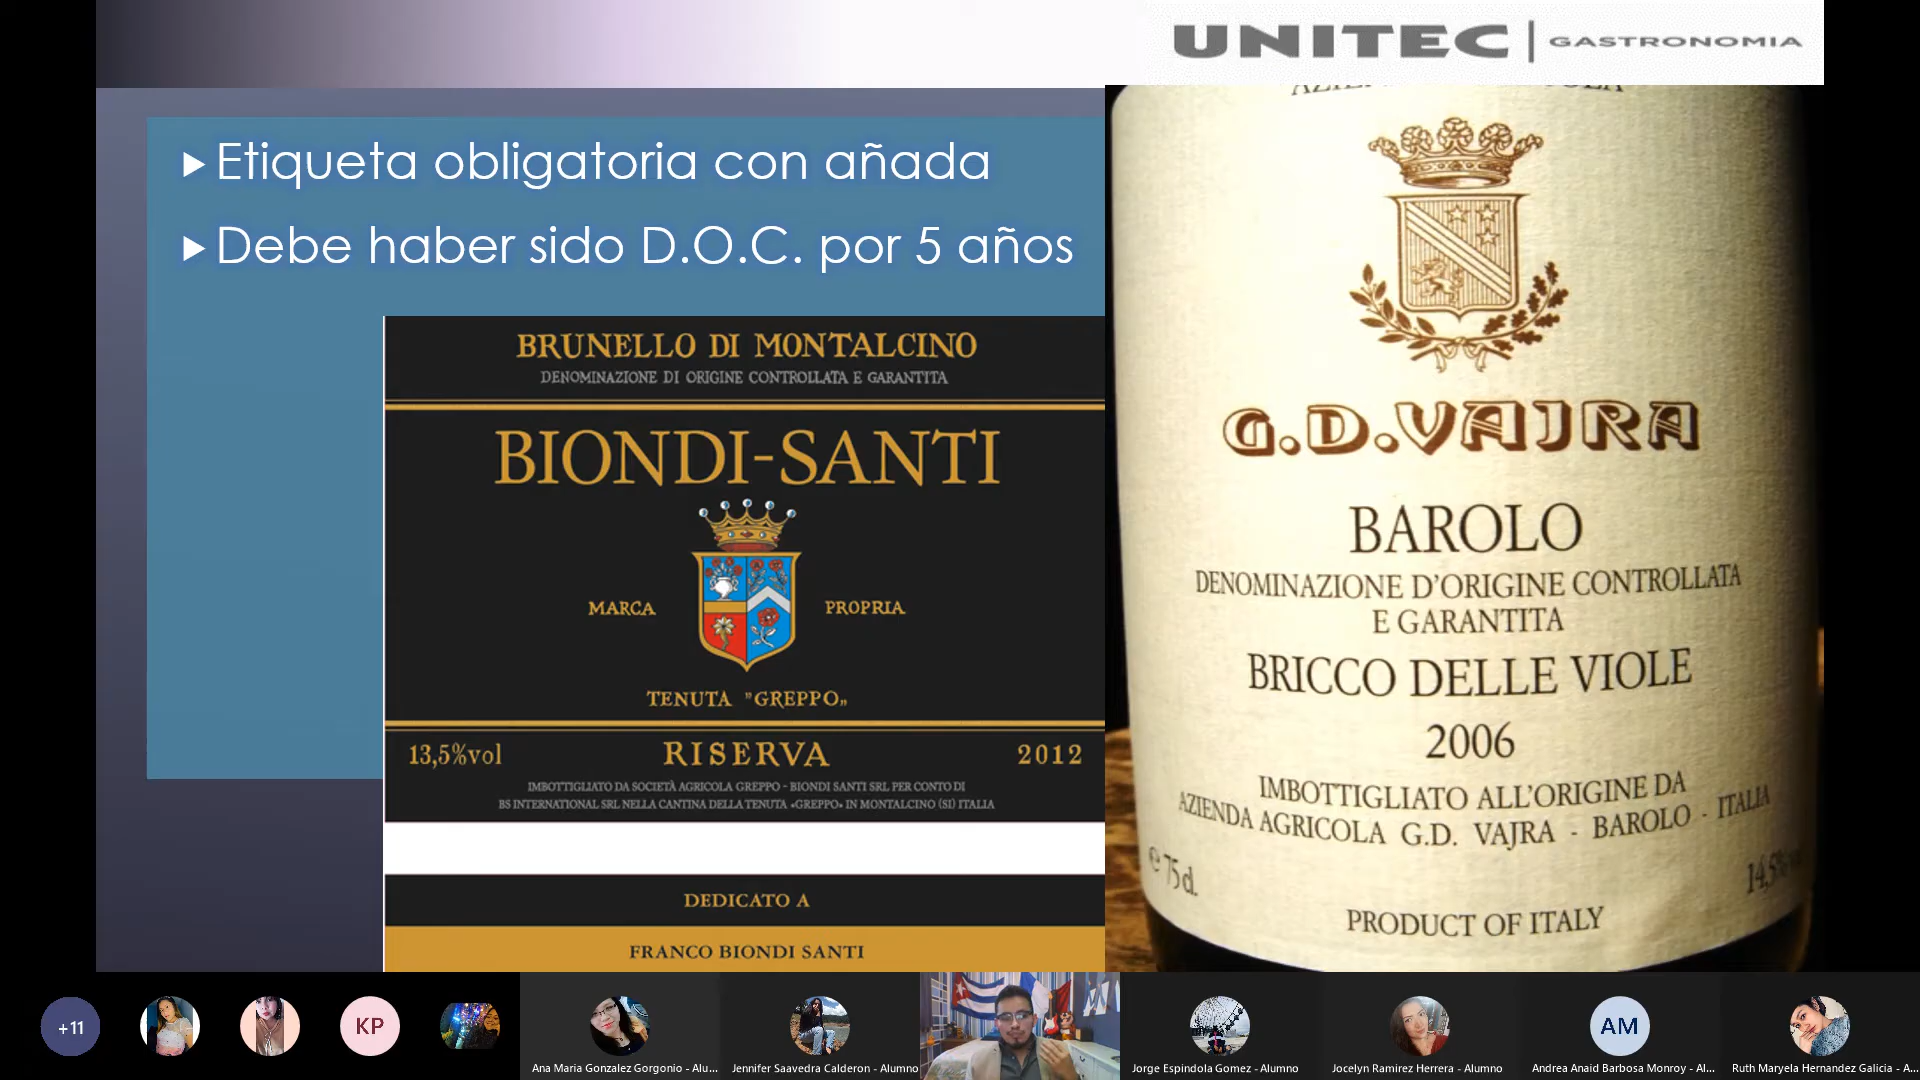 UNITEC | GASTRONOMIA
Etiqueta obligatoria con añada
Debe haber sido D.O.C. por 5 años
BRUNELLO DI MONTALCINO
DENOMINAZIONE DI ORIGINE CONTROLLATA E GARANTITA
BIONDI-SANTI
MARCA PROPRIA
TENUTA "GREPPO„
13,5%vol RISERVA 2012
IMBOTTIGLIATO DA SOCIETÀ AGRICOLA GREPPO - BIONDI SANTI SRL PER CONTO DI
BS INTERNATIONAL SRL NELLA CANTINA DELLA TENUTA «GREPPO» IN MONTALCINO (SI) ITALIA
DEDICATO A
FRANCO BIONDI SANTI
G.D.VAJRA
BAROLO
DENOMINAZIONE D'ORIGINE CONTROLLATA
E GARANTITA
BRICCO DELLE VIOLE
2006
IMBOTTIGLIATO ALL'ORIGINE DA
AZIENDA AGRICOLA G.D. VAJRA - BAROLO - ITALIA
e 75 cl. 14,5%
PRODUCT OF ITALY
+11
KP
AM
Ana Maria Gonzalez Gorgonio - Alu...
Jennifer Saavedra Calderon - Alumno
Jorge Espindola Gomez - Alumno
Jocelyn Ramirez Herrera - Alumno
Andrea Anaid Barbosa Monroy - Al...
Ruth Maryela Hernandez Galicia - A...